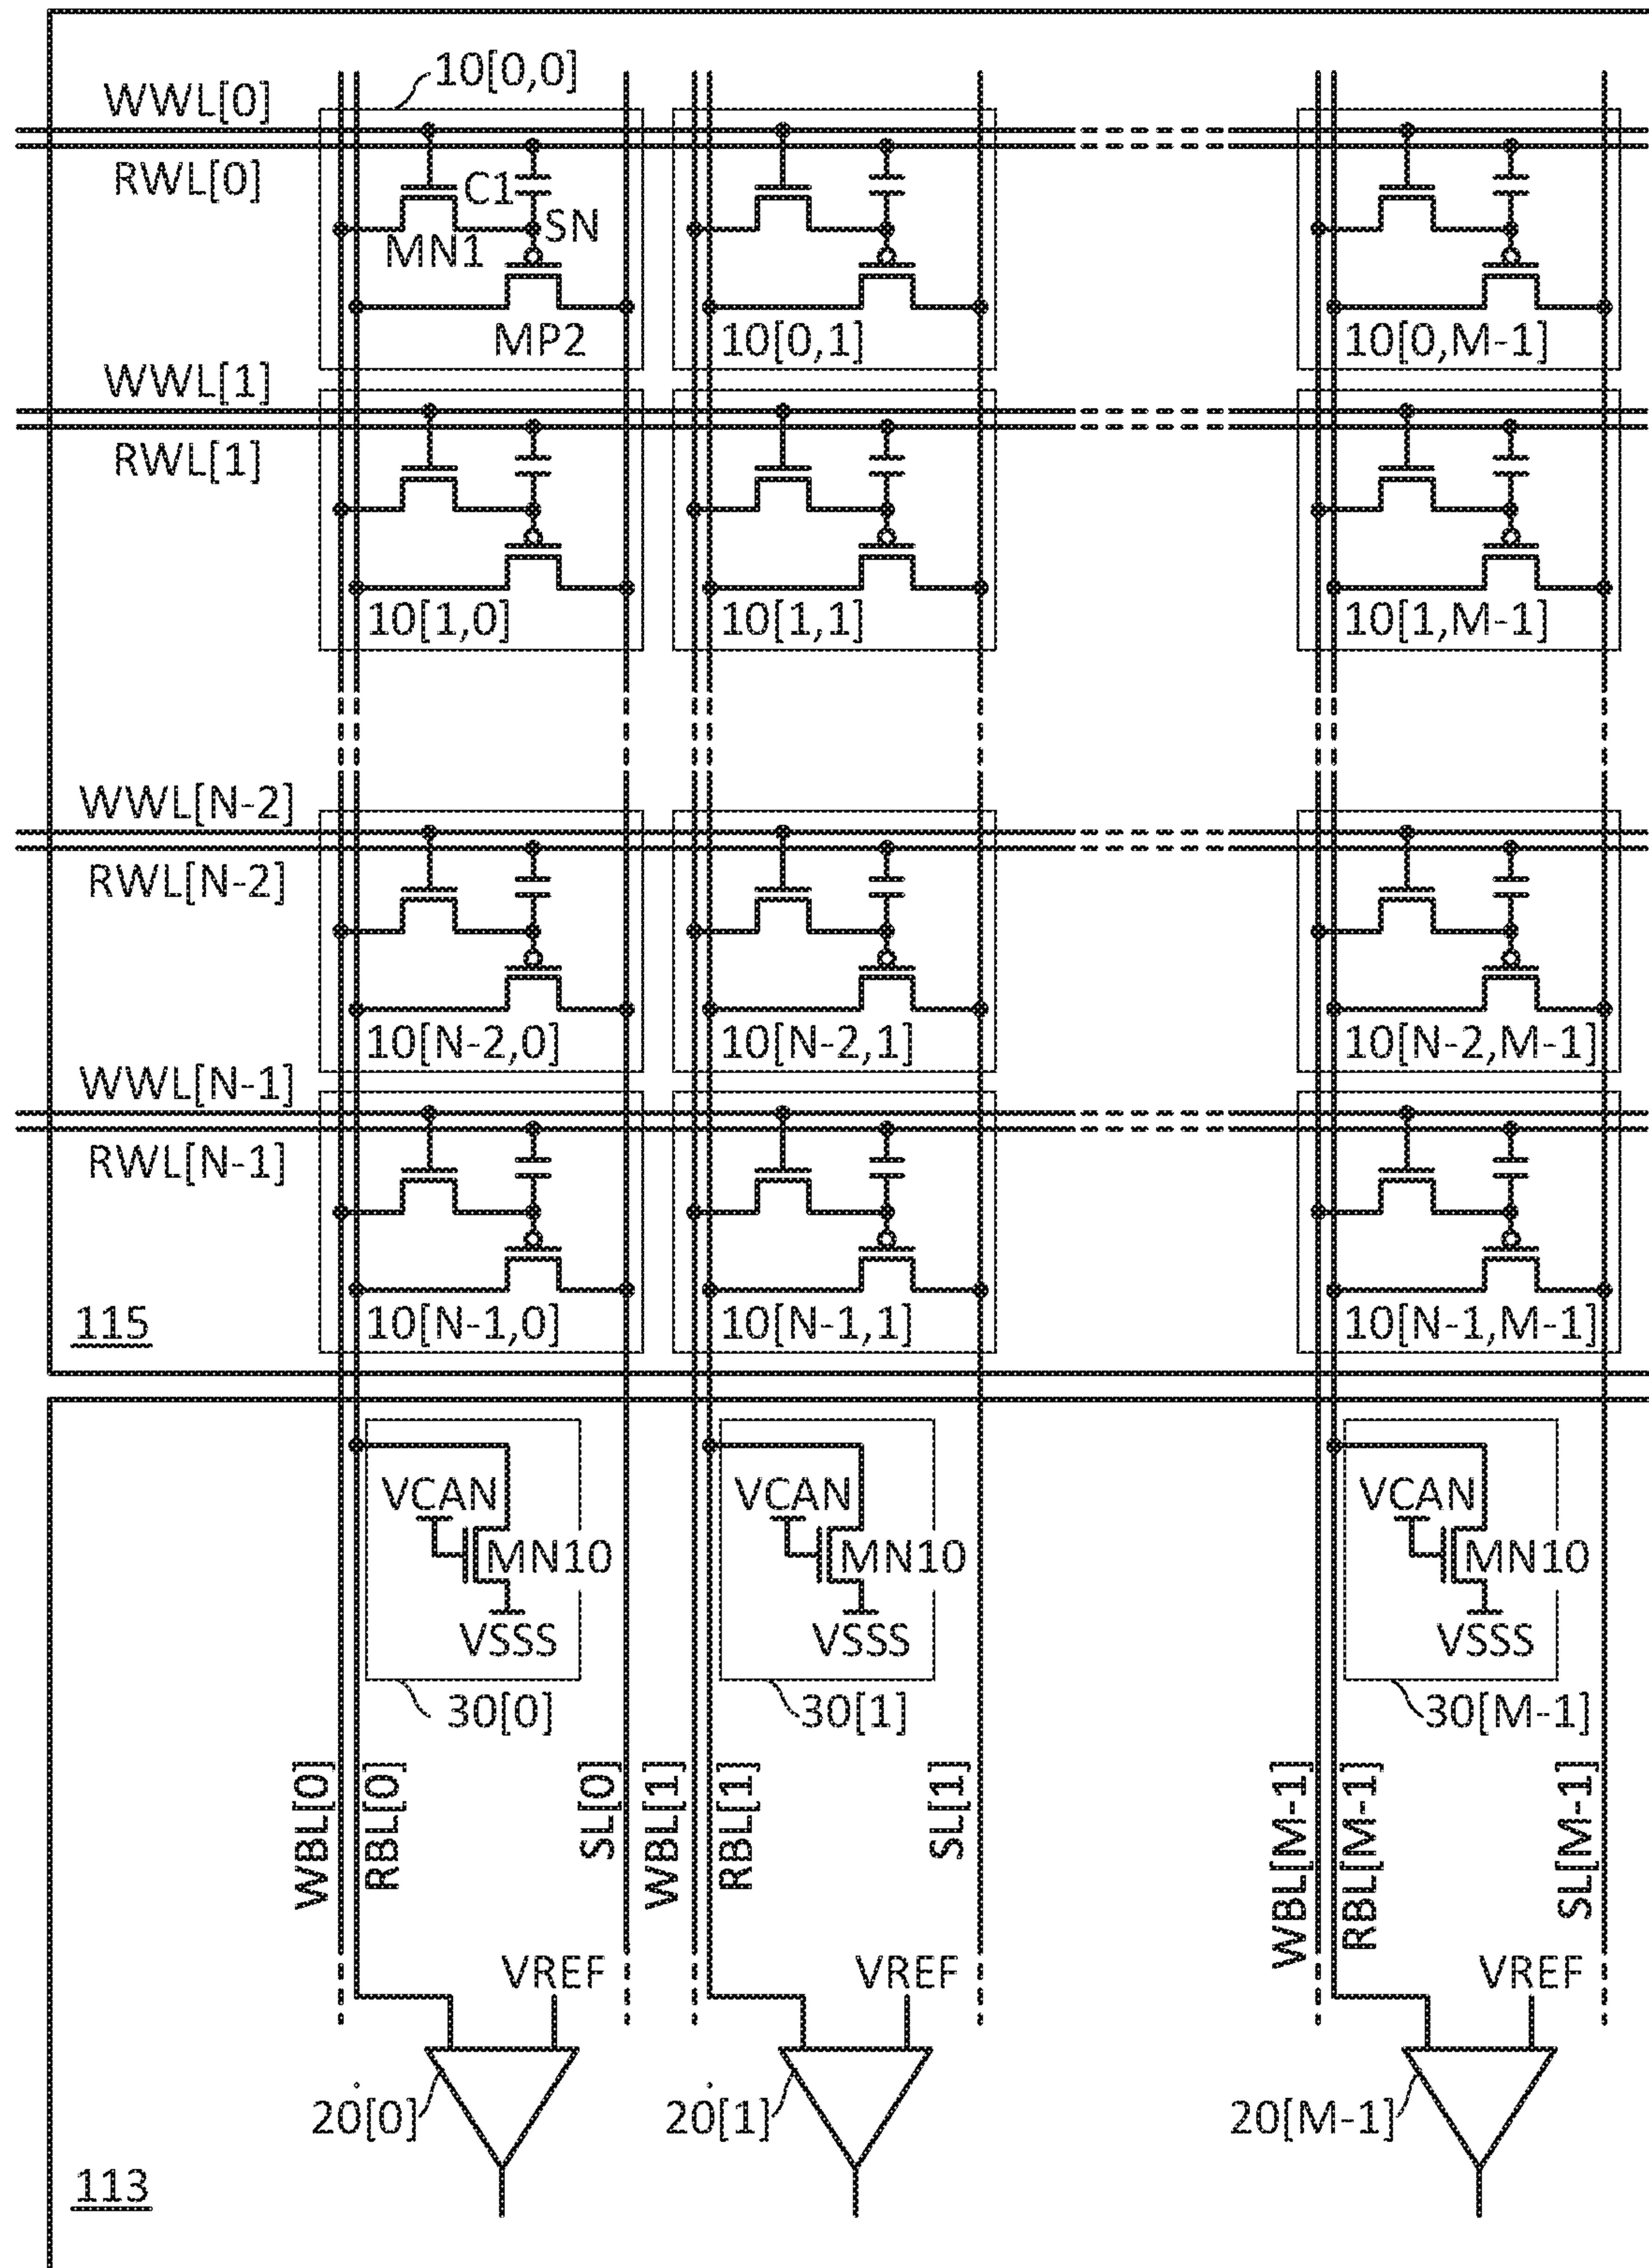 10[0,0]
WWL[0]
RWL[0]
C1
SN
MN1
MP2
10[0,1]
10[0,M-1]
WWL[1]
RWL[1]
10[1,0]
10[1,1]
10[1,M-1]
WWL[N-2]
RWL[N-2]
10[N-2,0]
10[N-2,1]
10[N-2,M-1]
WWL[N-1]
RWL[N-1]
10[N-1,0]
10[N-1,1]
10[N-1,M-1]
115
VCAN
VCAN
VCAN
MN10
MN10
MN10
VSSS
VSSS
VSSS
30[0]
30[1]
30[M-1]
WBL[0]
RBL[0]
SL[0]
WBL[1]
RBL[1]
SL[1]
WBL[M-1]
RBL[M-1]
SL[M-1]
VREF
VREF
VREF
20[0]
20[1]
20[M-1]
113